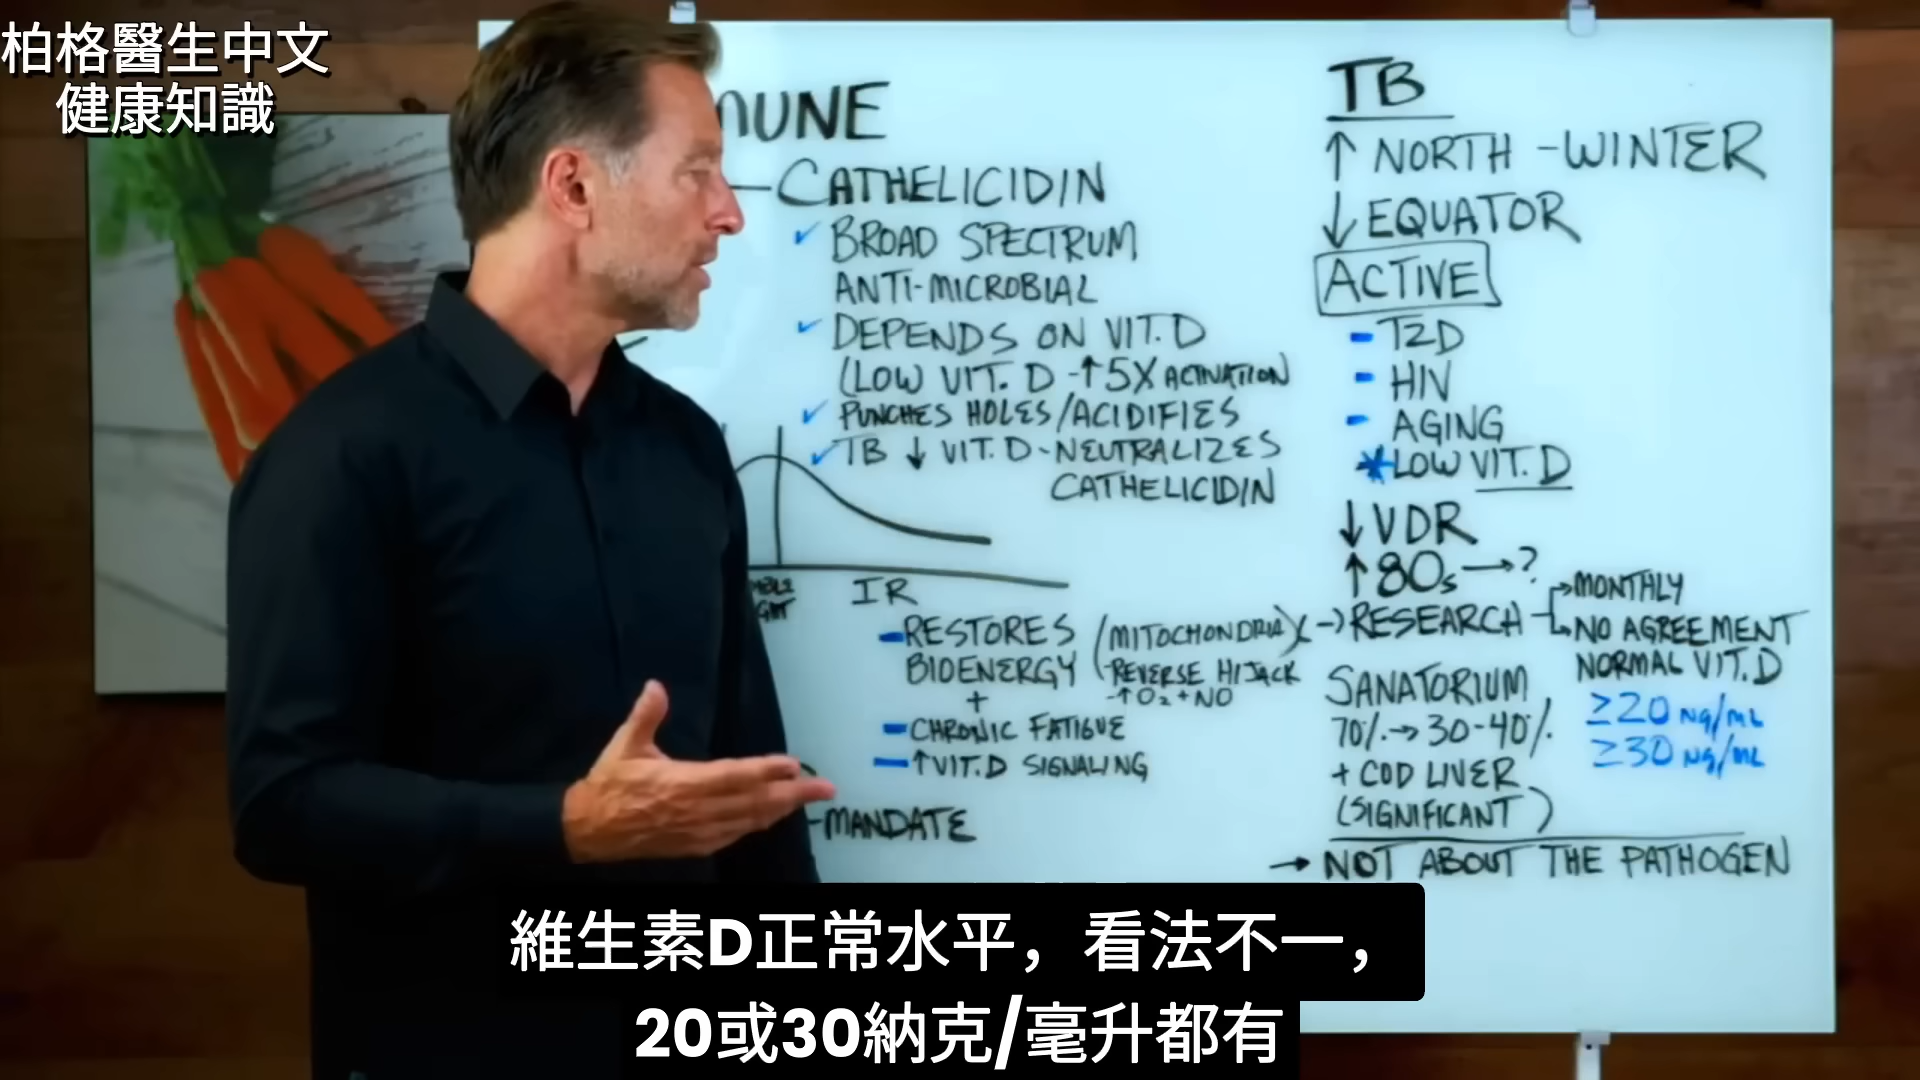 柏格醫生中文
健康知識
MUNE
-CATHELICIDIN
✓ BROAD SPECTRUM
ANTI-MICROBIAL
✓ DEPENDS ON VIT. D
(LOW VIT. D -↑5X ACTIVATION
✓ PUNCHES HOLES/ACIDIFIES
✓ TB ↓ VIT. D-NEUTRALIZES
CATHELICIDIN
IR
-RESTORES (MITOCHONDRIA)
BIOENERGY -REVERSE HIJACK
+ -↑O₂+NO
-CHRONIC FATIGUE
-↑VIT.D SIGNALING
-MANDATE
TB
↑ NORTH -WINTER
↓ EQUATOR
ACTIVE
- T2D
- HIV
- AGING
*LOW VIT. D
↓VDR
↑80s→?
→RESEARCH
→MONTHLY
→NO AGREEMENT
NORMAL VIT. D
≥20 ng/mL
≥30 ng/mL
SANATORIUM
70%→30-40%
+ COD LIVER
(SIGNIFICANT)
→ NOT ABOUT THE PATHOGEN
維生素D正常水平，看法不一，
20或30納克/毫升都有